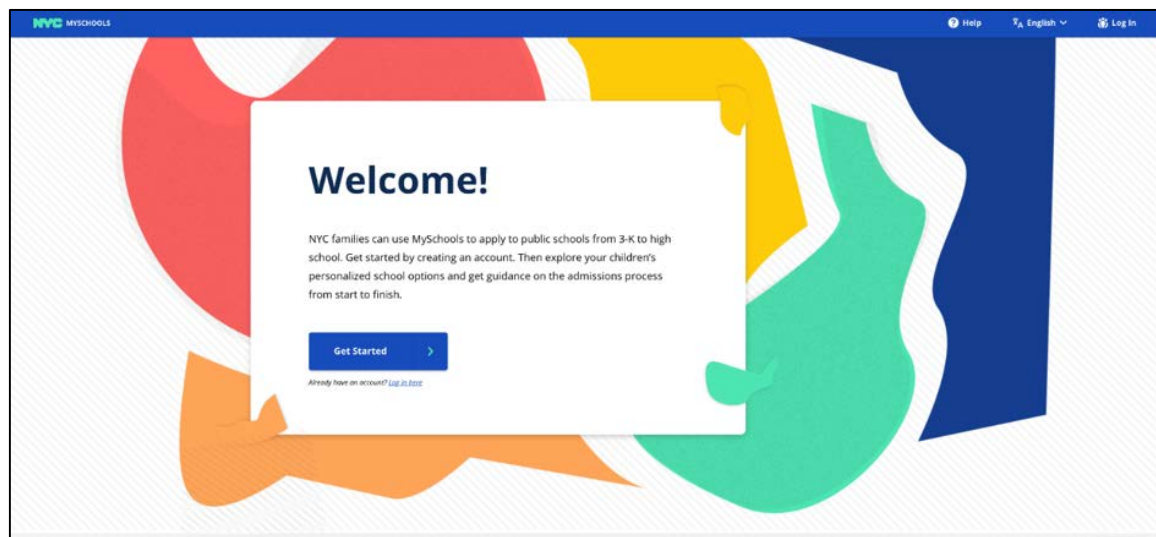 NYC MYSCHOOLS
Help
English
Log In
Welcome!
NYC families can use MySchools to apply to public schools from 3-K to high
school. Get started by creating an account. Then explore your children's
personalized school options and get guidance on the admissions process
from start to finish.
Get Started
Already have an account? Log in here